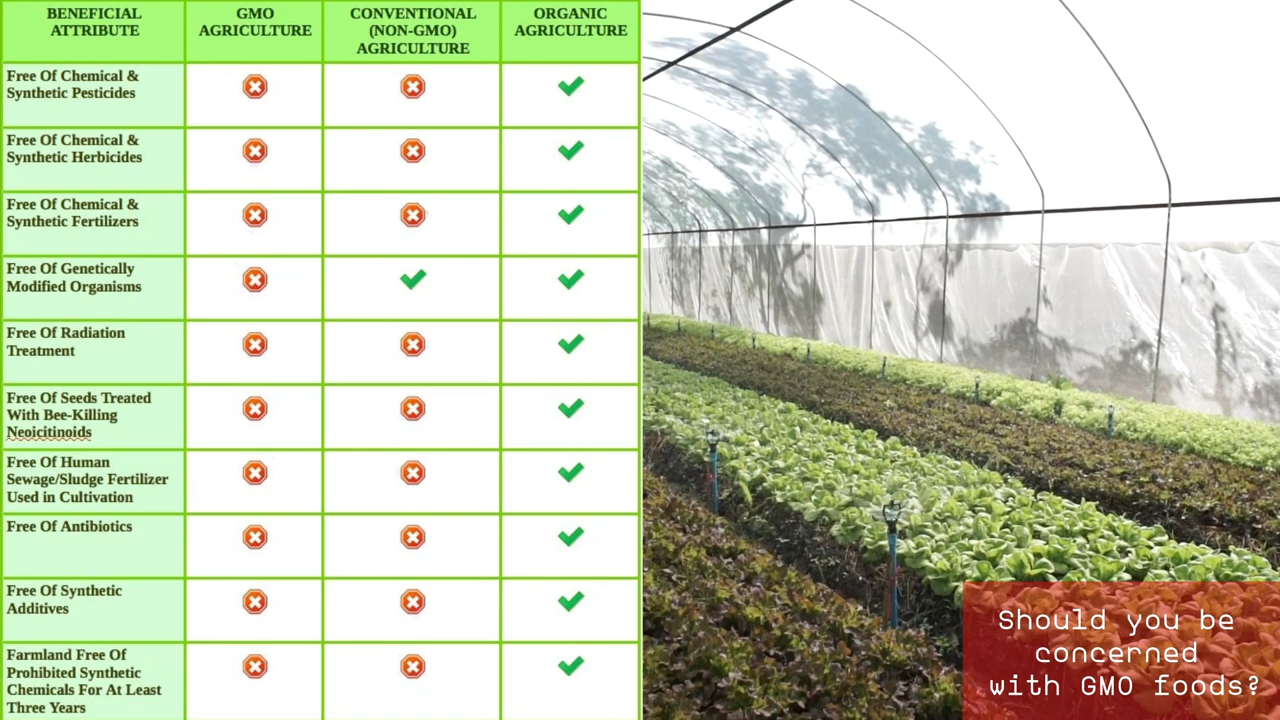 BENEFICIAL
ATTRIBUTE
GMO
AGRICULTURE
CONVENTIONAL
(NON-GMO)
AGRICULTURE
ORGANIC
AGRICULTURE
Free Of Chemical &
Synthetic Pesticides
Free Of Chemical &
Synthetic Herbicides
Free Of Chemical &
Synthetic Fertilizers
Free Of Genetically
Modified Organisms
Free Of Radiation
Treatment
Free Of Seeds Treated
With Bee-Killing
Neoicitinoids
Free Of Human
Sewage/Sludge Fertilizer
Used in Cultivation
Free Of Antibiotics
Free Of Synthetic
Additives
Farmland Free Of
Prohibited Synthetic
Chemicals For At Least
Three Years
Should you be
concerned
with GMO foods?